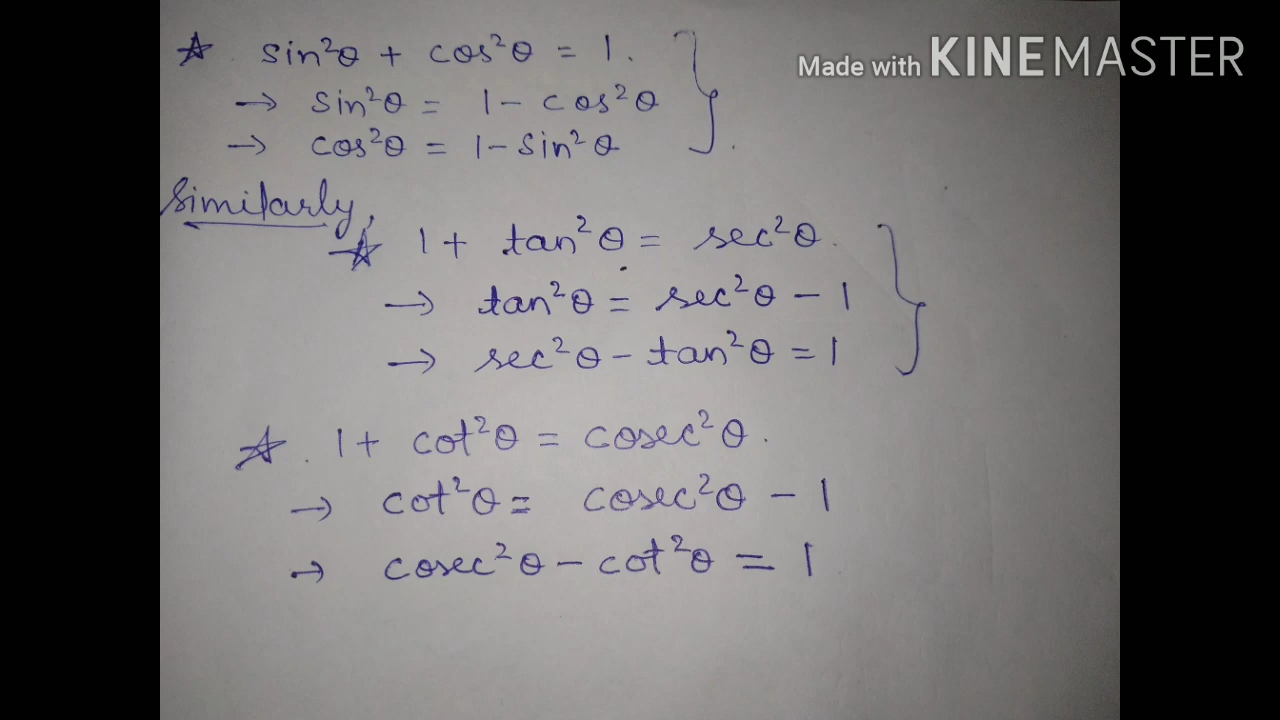 ☆ sin²θ + cos²θ = 1.
Made with KINEMASTER
→ sin²θ = 1 - cos²θ
→ cos²θ = 1 - sin²θ
Similarly,
☆ 1 + tan²θ = sec²θ.
→ tan²θ = sec²θ - 1
→ sec²θ - tan²θ = 1
☆. 1 + cot²θ = cosec²θ.
→ cot²θ = cosec²θ - 1
→ cosec²θ - cot²θ = 1